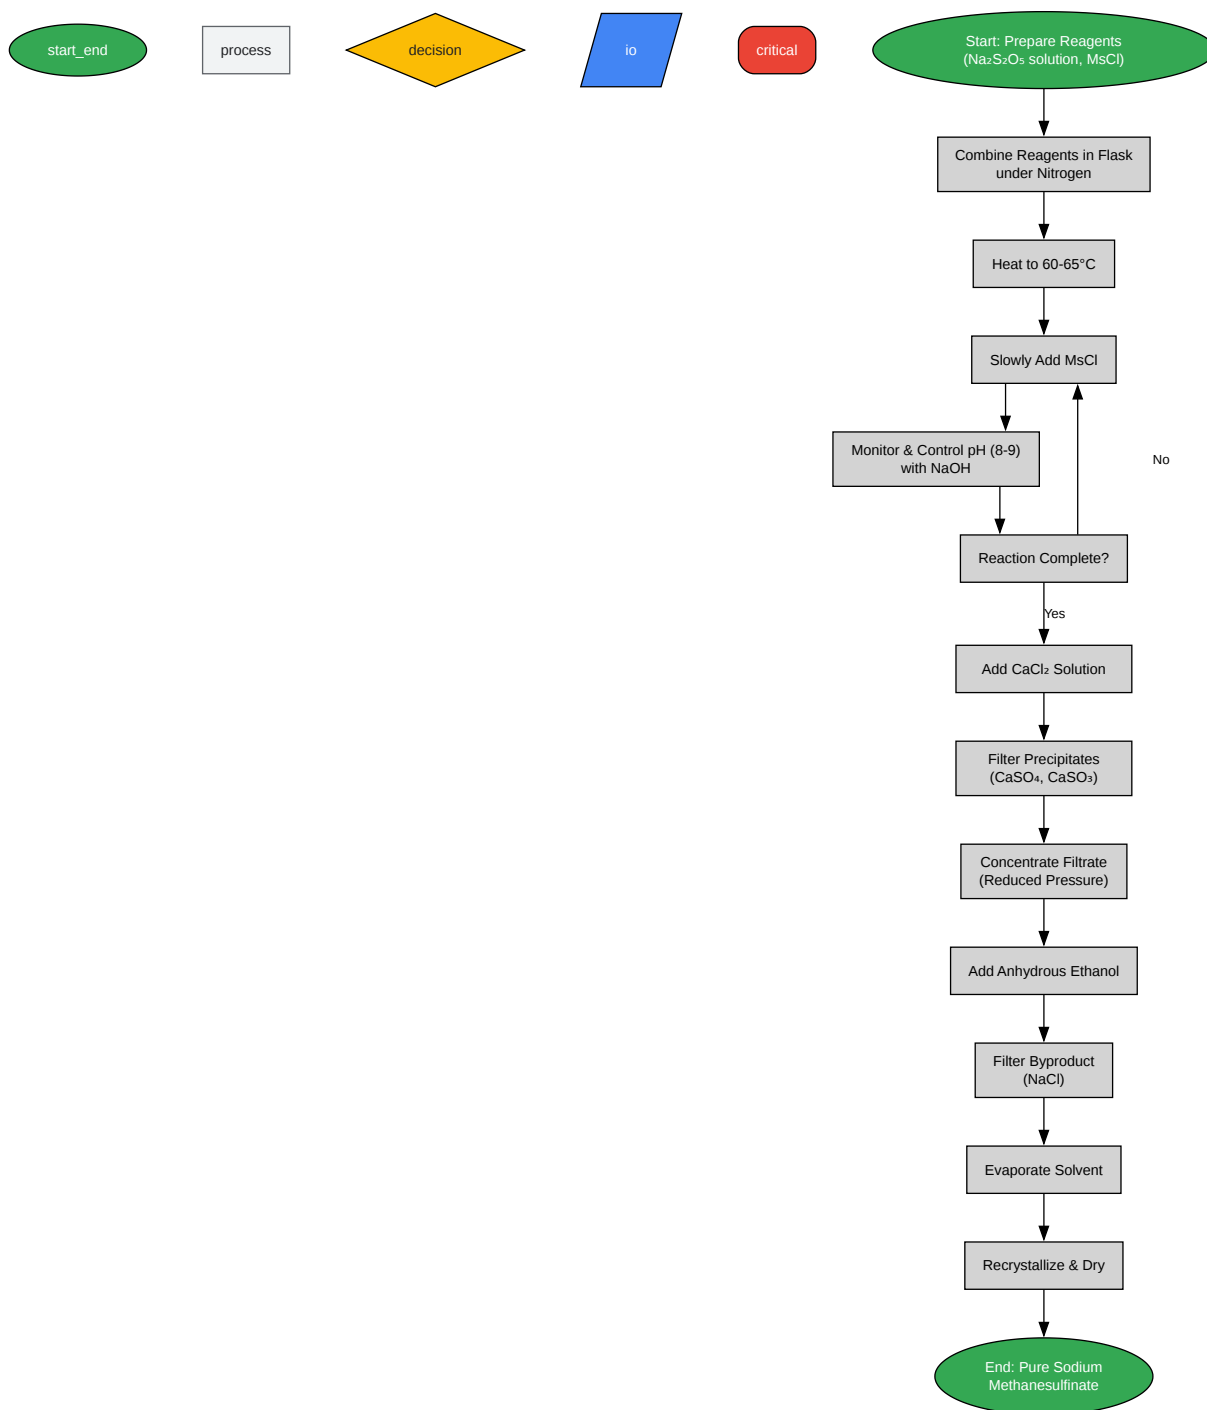 start_end
process
decision
io
critical
Start: Prepare Reagents
(Na₂S₂O₅ solution, MsCl)
Combine Reagents in Flask
under Nitrogen
Heat to 60-65°C
Slowly Add MsCl
Monitor & Control pH (8-9)
with NaOH
No
Reaction Complete?
Yes
Add CaCl₂ Solution
Filter Precipitates
(CaSO₄, CaSO₃)
Concentrate Filtrate
(Reduced Pressure)
Add Anhydrous Ethanol
Filter Byproduct
(NaCl)
Evaporate Solvent
Recrystallize & Dry
End: Pure Sodium
Methanesulfinate